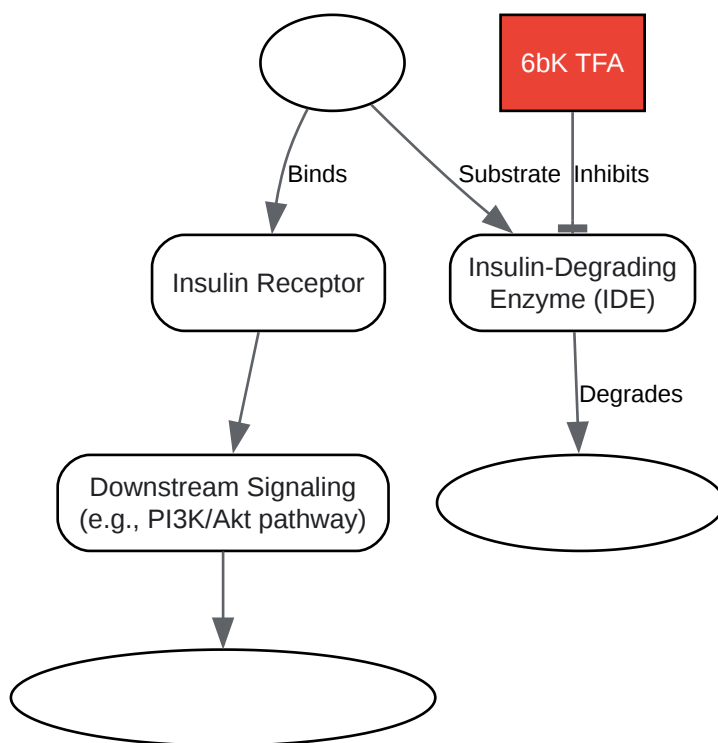 6bK TFA
Binds
Substrate
Inhibits
Insulin Receptor
Insulin-Degrading
Enzyme (IDE)
Degrades
Downstream Signaling
(e.g., PI3K/Akt pathway)